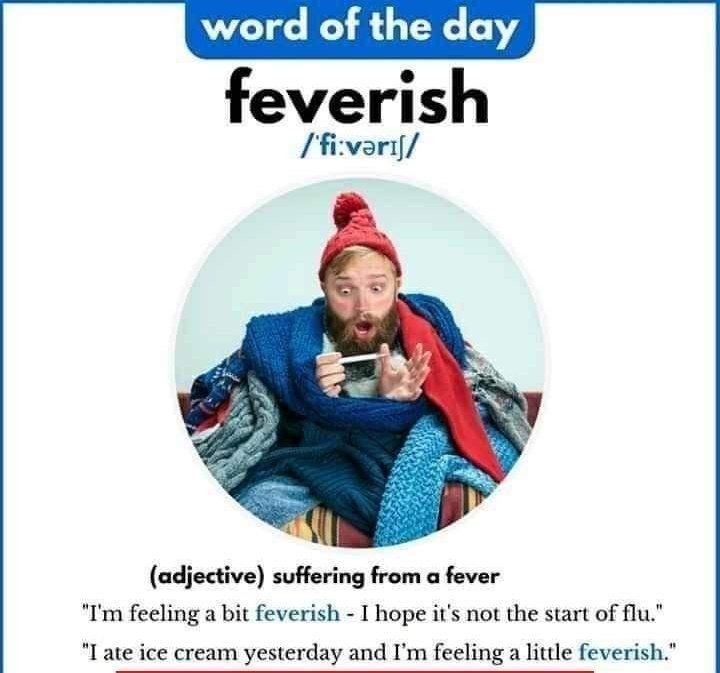 word of the day
feverish
/ˈfiːvərɪʃ/
(adjective) suffering from a fever
"I'm feeling a bit feverish - I hope it's not the start of flu."
"I ate ice cream yesterday and I’m feeling a little feverish."